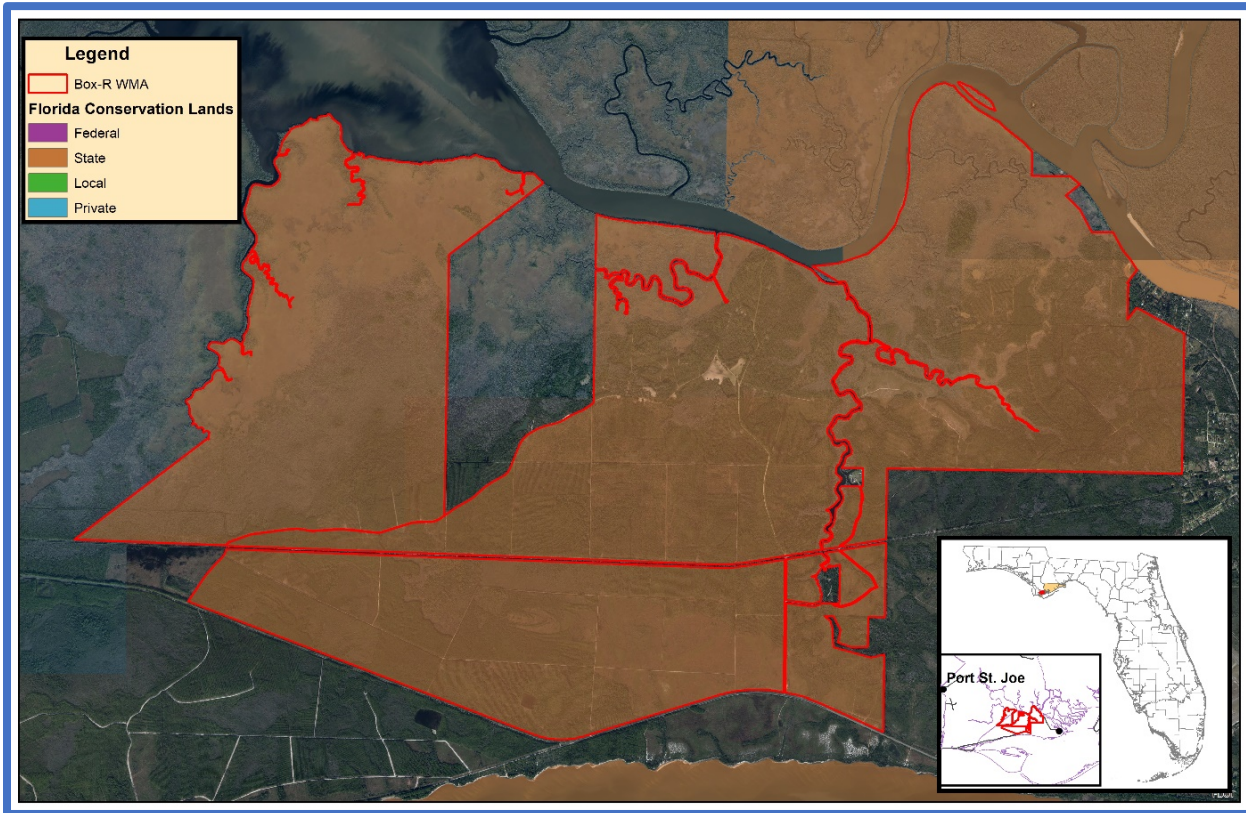 Legend
Box-R WMA
Florida Conservation Lands
Federal
State
Local
Private
Port St. Joe